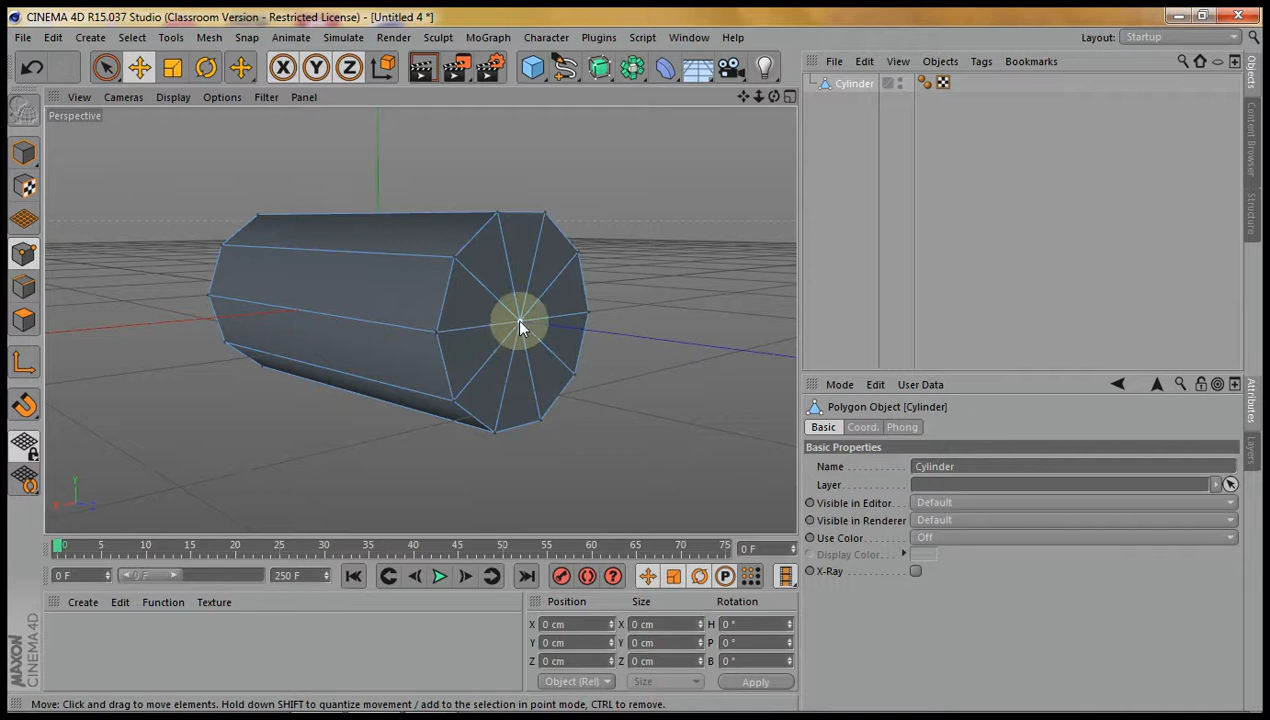 CINEMA 4D R15.037 Studio (Classroom Version - Restricted License) - [Untitled 4 *]
File Edit Create Select Tools Mesh Snap Animate Simulate Render Sculpt MoGraph Character Plugins Script Window Help
Layout: Startup
X Y Z
File Edit View Objects Tags Bookmarks
Cylinder
View Cameras Display Options Filter Panel
Perspective
Y
X
Z
Objects
Content Browser
Structure
Mode Edit User Data
Polygon Object [Cylinder]
Basic Coord. Phong
Basic Properties
Name Cylinder
Layer
Visible in Editor Default
Visible in Renderer Default
Use Color Off
Display Color
X-Ray
Attributes
Layers
0 5 10 15 20 25 30 35 40 45 50 55 60 65 70 75 0 F
0 F 0 F 250 F P
Create Edit Function Texture
Position Size Rotation
X 0 cm X 0 cm H 0 °
Y 0 cm Y 0 cm P 0 °
Z 0 cm Z 0 cm B 0 °
Object (Rel) Size Apply
MAXON
CINEMA 4D
Move: Click and drag to move elements. Hold down SHIFT to quantize movement / add to the selection in point mode, CTRL to remove.